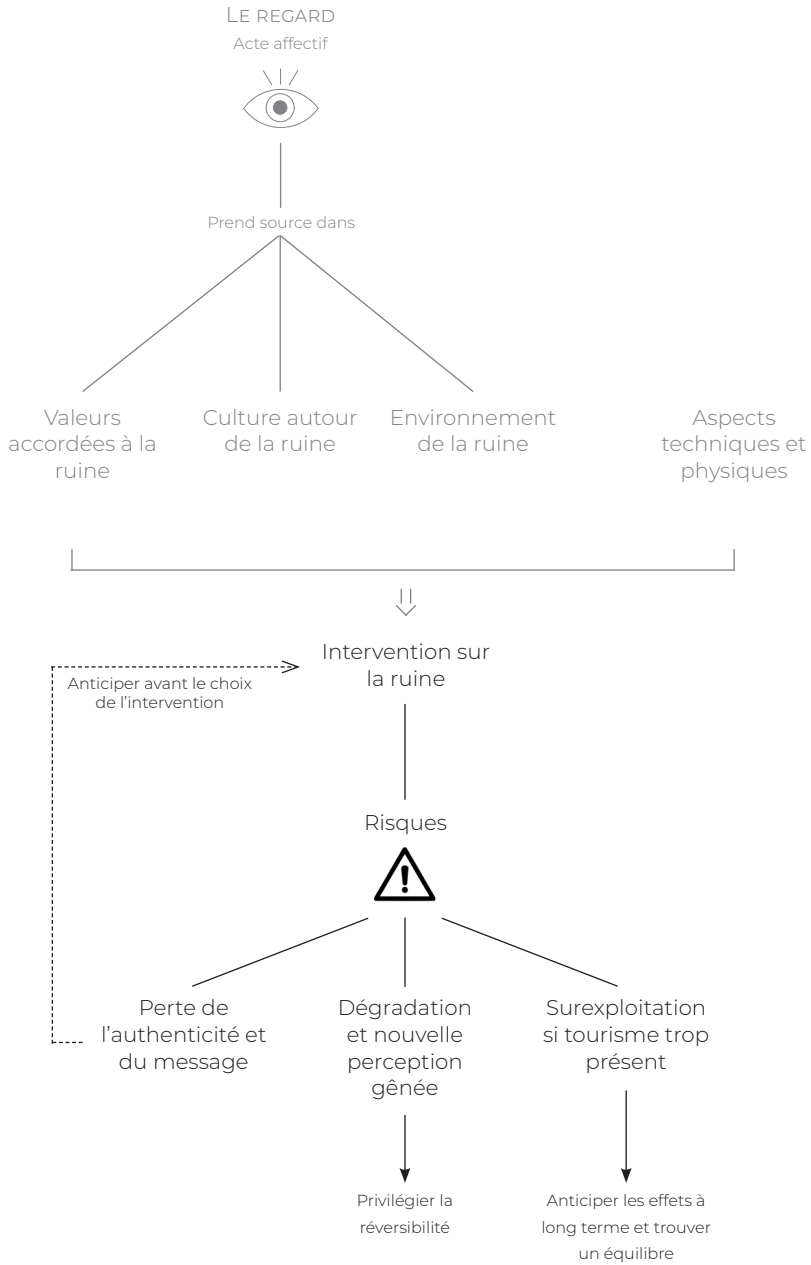 LE REGARD
Acte affectif
Prend source dans
Valeurs
accordées à la
ruine
Culture autour
de la ruine
Environnement
de la ruine
Aspects
techniques et
physiques
Intervention sur
la ruine
Anticiper avant le choix
de l'intervention
Risques
Perte de
l'authenticité et
du message
Dégradation
et nouvelle
perception
gênée
Surexploitation
si tourisme trop
présent
Privilégier la
réversibilité
Anticiper les effets à
long terme et trouver
un équilibre